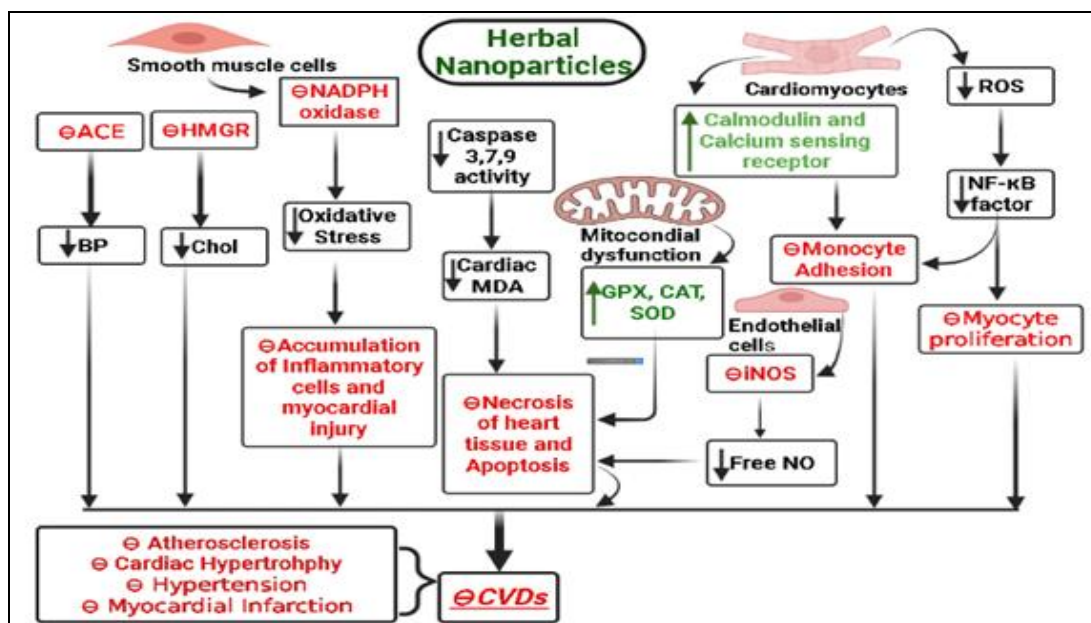 Herbal
Nanoparticles
Smooth muscle cells
Cardiomyocytes
⊖NADPH
oxidase
↓ROS
⊖ACE
⊖HMGR
↓Caspase
3,7,9
activity
↑Calmodulin and
Calcium sensing
receptor
↓NF-κB
factor
↓BP
↓Chol
↓Oxidative
Stress
Mitocondial
dysfunction
⊖Monocyte
Adhesion
↓Cardiac
MDA
↑GPX, CAT,
SOD
Endothelial
cells
⊖Myocyte
proliferation
⊖Accumulation
of Inflammatory
cells and
myocardial
injury
⊖iNOS
⊖Necrosis
of heart
tissue and
Apoptosis
↓Free NO
⊖ Atherosclerosis
⊖ Cardiac Hypertrohphy
⊖ Hypertension
⊖ Myocardial Infarction
⊖CVDs